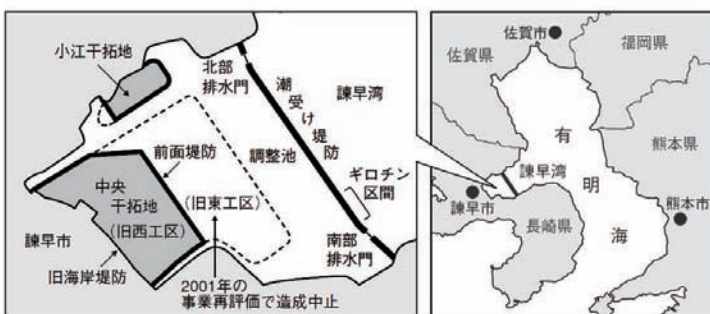 小江干拓地
北部
排水門
潮受け堤防
諫早湾
前面堤防
調整池
ギロチン
区間
中央
干拓地
(旧西工区)
(旧東工区)
諫早市
旧海岸堤防
南部
排水門
2001年の
事業再評価で造成中止
佐賀市
佐賀県
福岡県
有明海
熊本県
諫早湾
諫早市
長崎県
熊本市